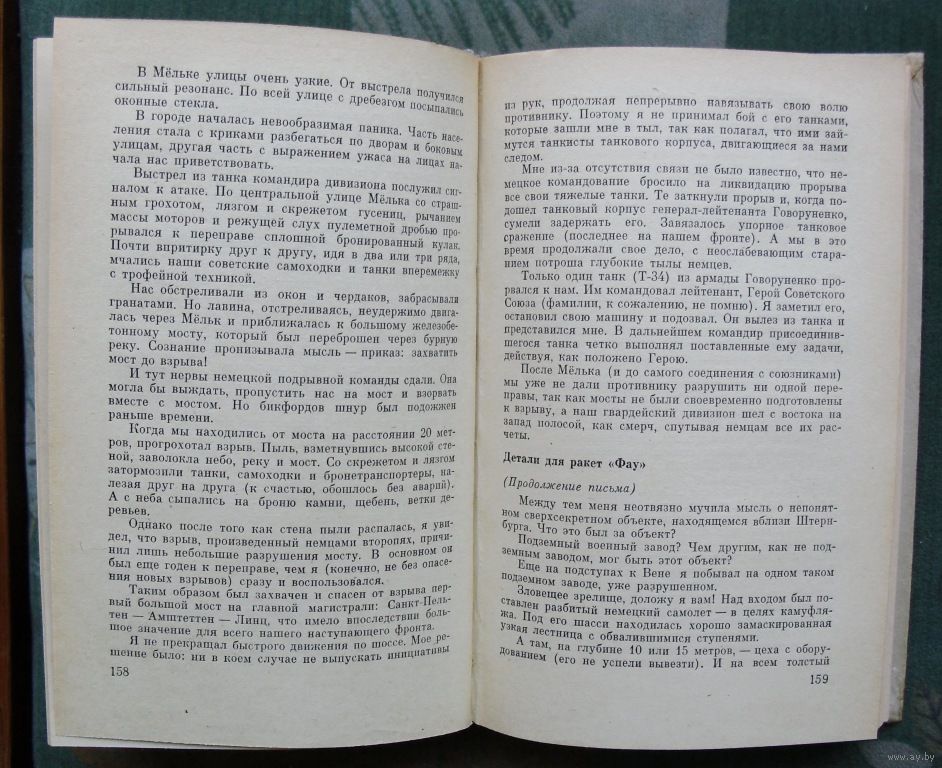 В Мёльке улицы очень узкие. От выстрела получился
сильный резонанс. По всей улице с дребезгом посыпались
оконные стекла.
В городе началась невообразимая паника. Часть насе-
ления стала с криками разбегаться по дворам и боковым
улицам, другая часть с выражением ужаса на лицах на-
чала нас приветствовать.
Выстрел из танка командира дивизиона послужил сиг-
налом к атаке. По центральной улице Мёлька со страш-
ным грохотом, лязгом и скрежетом гусениц, рычанием
массы моторов и режущей слух пулеметной дробью про-
рывался к переправе сплошной бронированный кулак.
Почти впритирку друг к другу, идя в два или три ряда,
мчались наши советские самоходки и танки вперемежку
с трофейной техникой.
Нас обстреливали из окон и чердаков, забрасывали
гранатами. Но лавина, отстреливаясь, неудержимо двига-
лась через Мёльк и приближалась к большому железобе-
тонному мосту, который был переброшен через бурную
реку. Сознание пронизывала мысль — приказ: захватить
мост до взрыва!
И тут нервы немецкой подрывной команды сдали. Она
могла бы выждать, пропустить нас на мост и взорвать
вместе с мостом. Но бикфордов шнур был подожжен
раньше времени.
Когда мы находились от моста на расстоянии 20 мет-
ров, прогрохотал взрыв. Пыль, взметнувшись высокой сте-
ной, заволокла небо, реку и мост. Со скрежетом и лязгом
затормозили танки, самоходки и бронетранспортеры, на-
лезая друг на друга (к счастью, обошлось без аварий).
А с неба сыпались на броню камни, щебень, ветки де-
ревьев.
Однако после того как стена пыли распалась, я уви-
дел, что взрыв, произведенный немцами второпях, причи-
нил лишь небольшие разрушения мосту. В основном он
был еще годен к переправе, чем я (конечно, не без опасе-
ния новых взрывов) сразу и воспользовался.
Таким образом был захвачен и спасен от взрыва пер-
вый большой мост на главной магистрали: Санкт-Пель-
тен — Амштеттен — Линц, что имело впоследствии боль-
шое значение для всего нашего наступающего фронта.
Я не прекращал быстрого движения по шоссе. Мое ре-
шение было: ни в коем случае не выпускать инициативы
158
из рук, продолжая непрерывно навязывать свою волю
противнику. Поэтому я не принимал бой с его танками,
которые зашли мне в тыл, так как полагал, что ими зай-
мутся танкисты танкового корпуса, двигающиеся за нами
следом.
Мне из-за отсутствия связи не было известно, что не-
мецкое командование бросило на ликвидацию прорыва
все свои тяжелые танки. Те заткнули прорыв и, когда по-
дошел танковый корпус генерал-лейтенанта Говоруненко,
сумели задержать его. Завязалось упорное танковое
сражение (последнее на нашем фронте). А мы в это
время продолжали свое дело, с неослабевающим стара-
нием потроша глубокие тылы немцев.
Только один танк (Т-34) из армады Говоруненко про-
рвался к нам. Им командовал лейтенант, Герой Советского
Союза (фамилии, к сожалению, не помню). Я заметил его,
остановил свою машину и подозвал. Он вылез из танка и
представился мне. В дальнейшем командир присоединив-
шегося танка четко выполнял поставленные ему задачи,
действуя, как положено Герою.
После Мёлька (и до самого соединения с союзниками)
мы уже не дали противнику разрушить ни одной пере-
правы, так как мосты не были своевременно подготовлены
к взрыву, а наш гвардейский дивизион шел с востока на
запад полосой, как смерч, спутывая немцам все их рас-
четы.
Детали для ракет «Фау»
(Продолжение письма)
Между тем меня неотвязно мучила мысль о непонят-
ном сверхсекретном объекте, находящемся вблизи Штерн-
бурга. Что это был за объект?
Подземный военный завод? Чем другим, как не под-
земным заводом, мог быть этот объект?
Еще на подступах к Вене я побывал на одном таком
подземном заводе, уже разрушенном.
Зловещее зрелище, доложу я вам! Над входом был по-
ставлен разбитый немецкий самолет — в целях камуфля-
жа. Под его шасси находилась хорошо замаскированная
узкая лестница с обвалившимися ступенями.
А там, на глубине 10 или 15 метров, — цеха с обору-
дованием (его не успели вывезти). И на всем толстый
159
www.ay.by